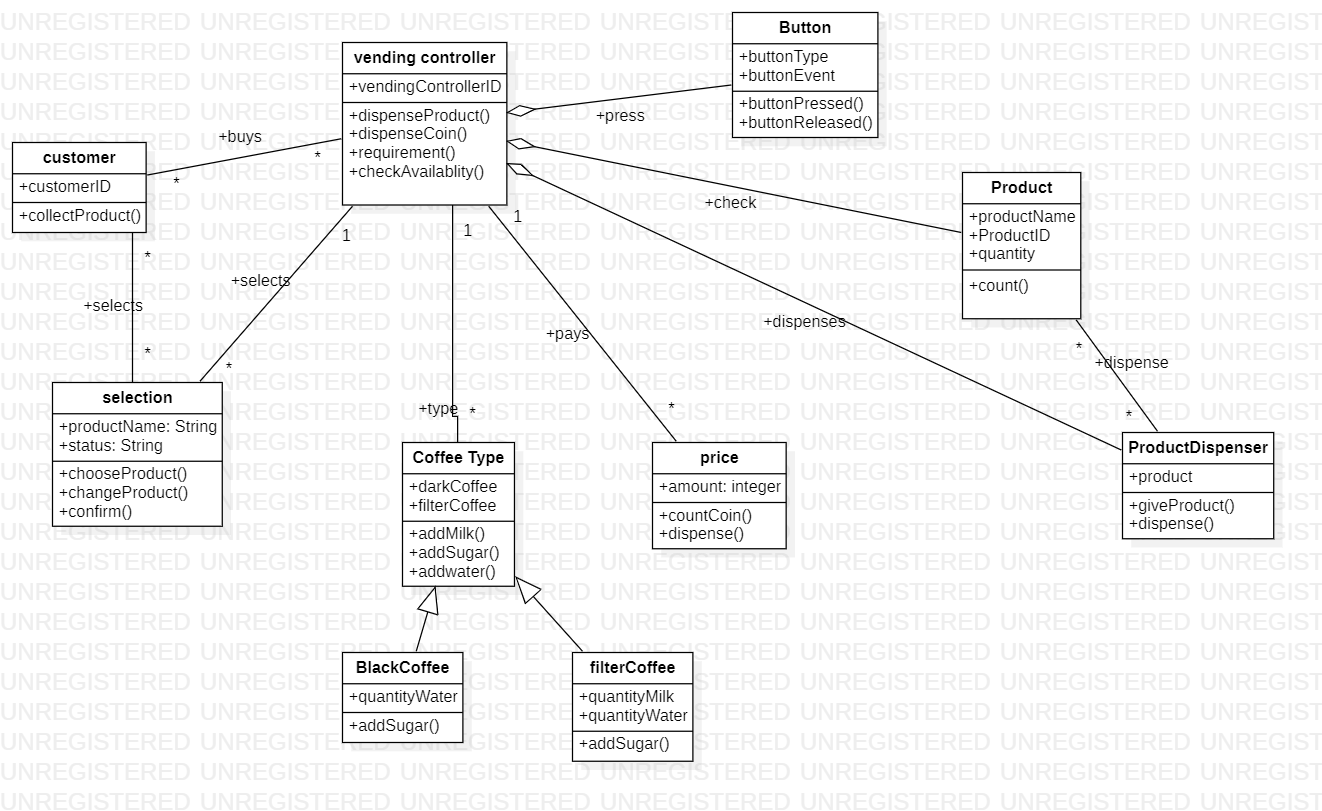 Button
+buttonType
+buttonEvent
+buttonPressed()
+buttonReleased()
vending controller
+vendingControllerID
+dispenseProduct()
+dispenseCoin()
+requirement()
+checkAvailablity()
+press
+buys
*
*
customer
+customerID
+collectProduct()
+check
Product
+productName
+ProductID
+quantity
+count()
1
1
1
*
+selects
+selects
*
*
+pays
+dispenses
*
+dispense
*
selection
+productName: String
+status: String
+chooseProduct()
+changeProduct()
+confirm()
+type
*
*
Coffee Type
+darkCoffee
+filterCoffee
+addMilk()
+addSugar()
+addwater()
price
+amount: integer
+countCoin()
+dispense()
ProductDispenser
+product
+giveProduct()
+dispense()
BlackCoffee
+quantityWater
+addSugar()
filterCoffee
+quantityMilk
+quantityWater
+addSugar()
UNREGISTERED UNREGISTERED UNREGISTERED UNREGISTERED UNREGISTERED UNREGISTERED